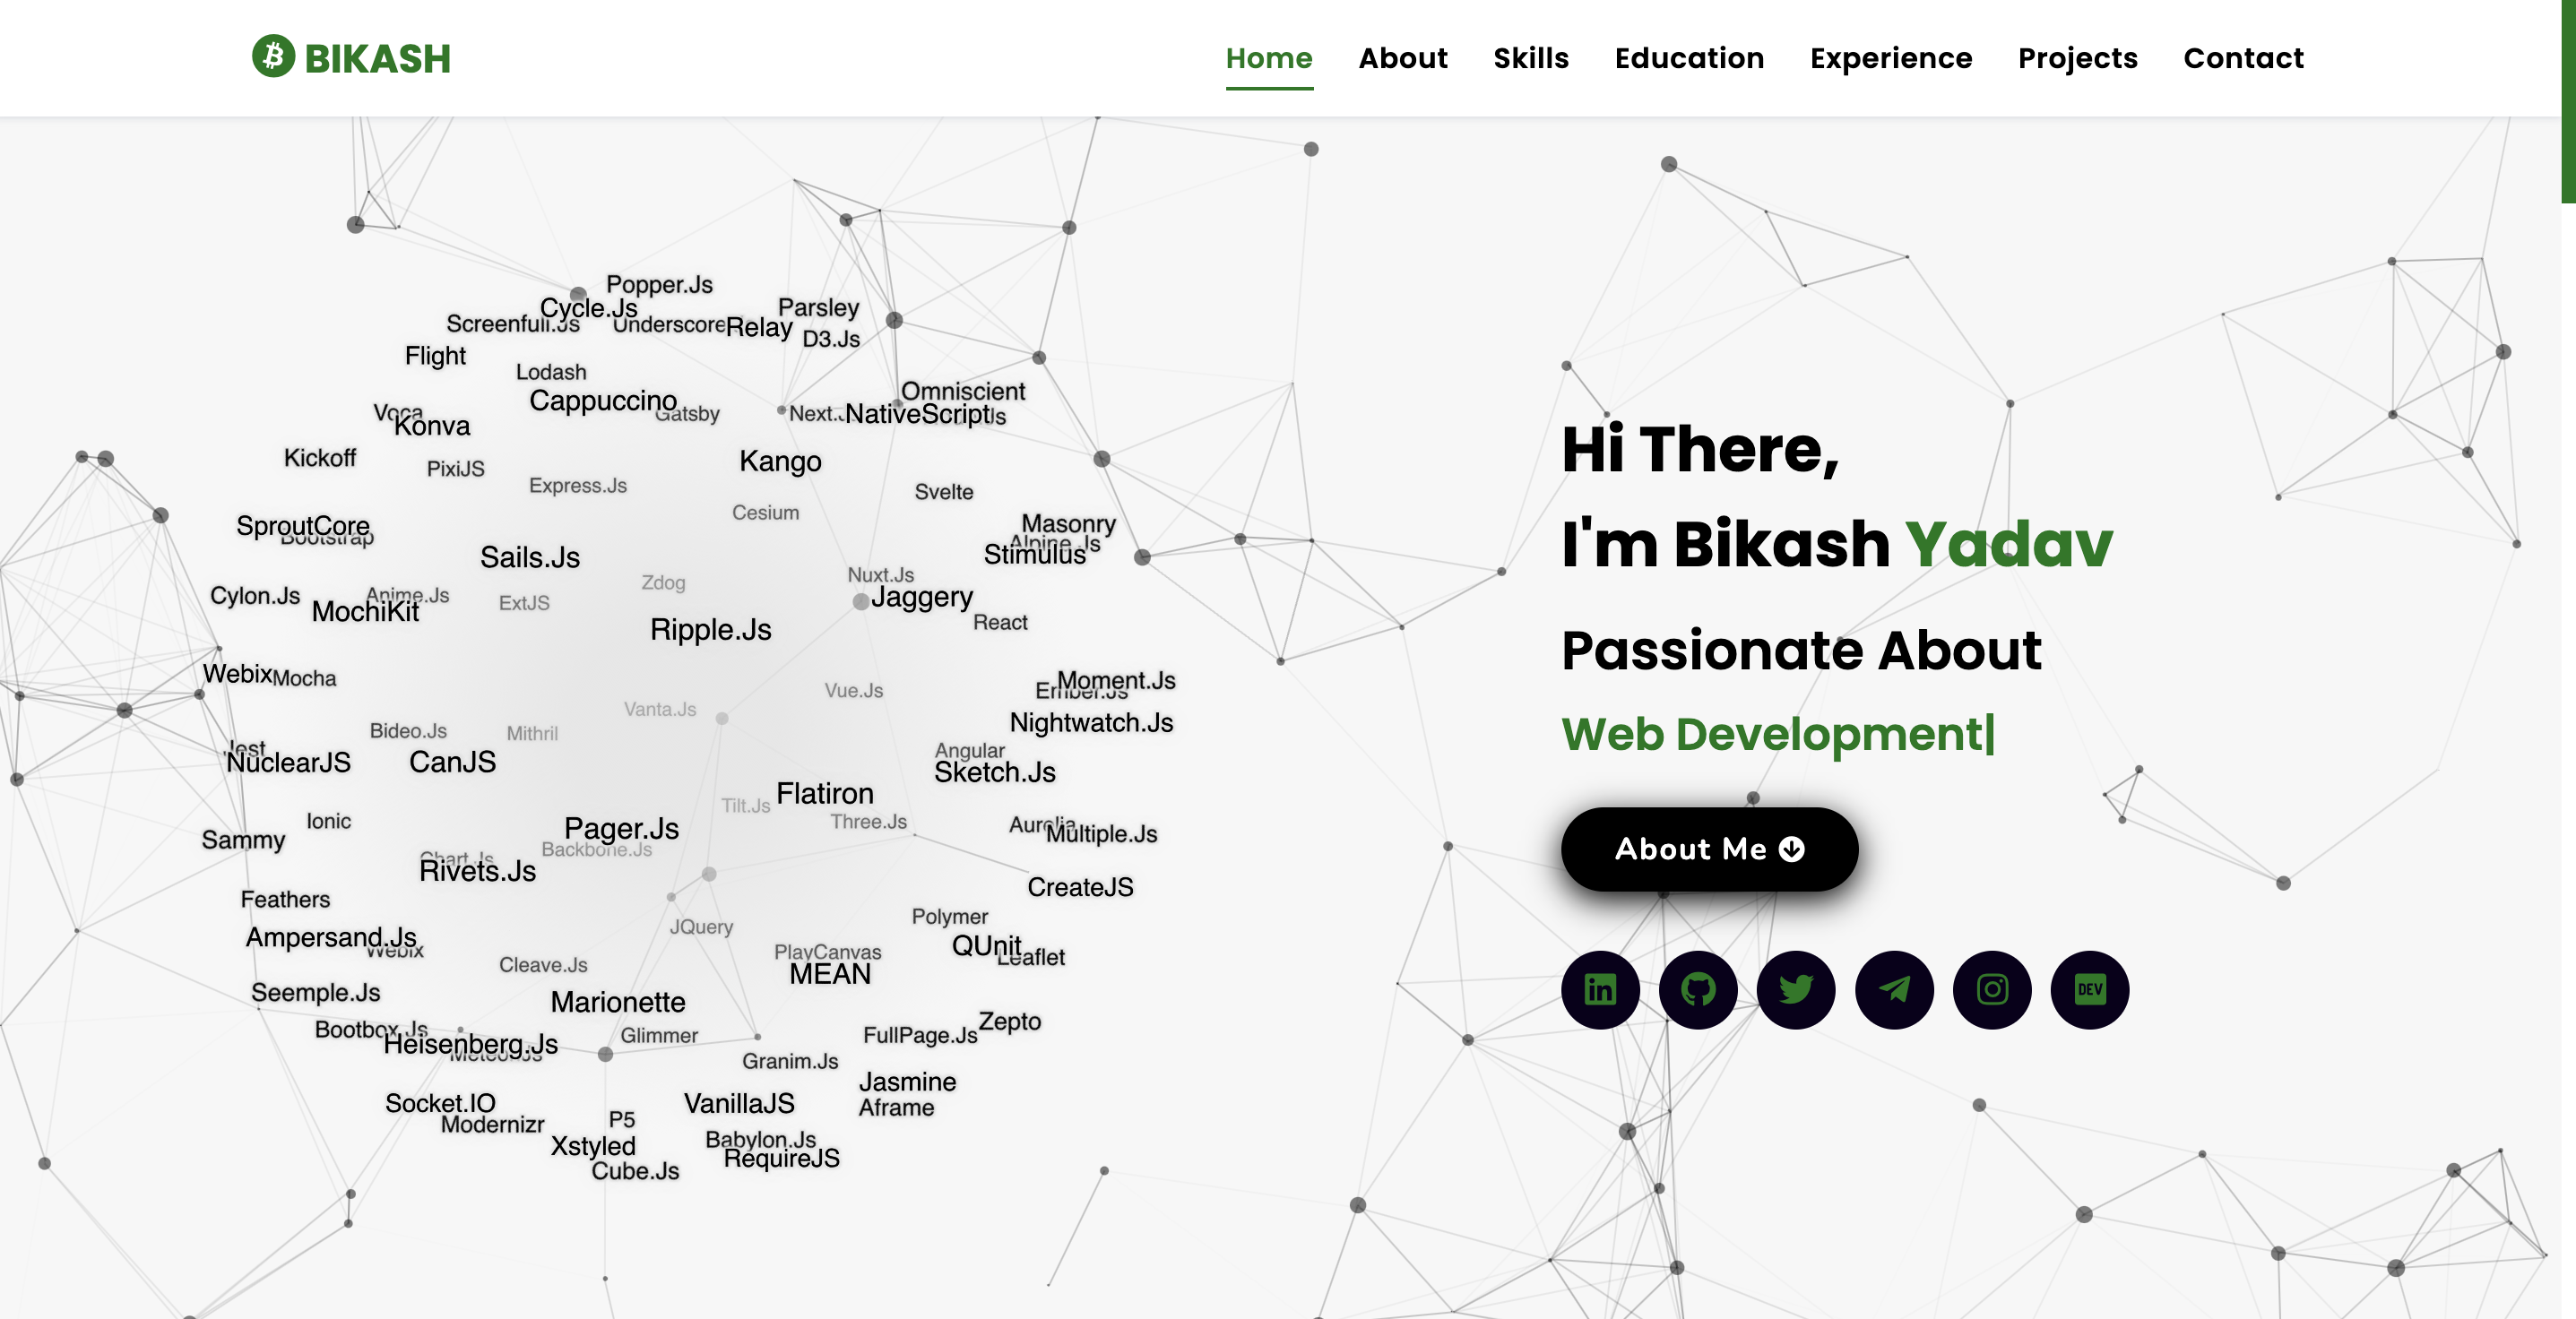 BIKASH
Home About Skills Education Experience Projects Contact
Popper.Js
Cycle.Js
Parsley
Screenfull.Js
Underscore
Relay
D3.Js
Flight
Lodash
Omniscient
Cappuccino
Voca
Gatsby
NativeScript
Konva
Kickoff
PixiJS
Kango
Express.Js
Svelte
Cesium
SproutCore
Masonry
Bootstrap
Alpine.Js
Sails.Js
Stimulus
Zdog
Nuxt.Js
Cylon.Js
Anime.Js
ExtJS
Jaggery
MochiKit
Ripple.Js
React
Webix
Mocha
Moment.Js
Ember.Js
Vue.Js
Vanta.Js
Nightwatch.Js
Bideo.Js
Mithril
Jest
Angular
NuclearJS
CanJS
Sketch.Js
Flatiron
Tilt.Js
Ionic
Three.Js
Aurelia
Pager.Js
Multiple.Js
Sammy
Backbone.Js
Chart.Js
Rivets.Js
CreateJS
Feathers
Polymer
JQuery
Ampersand.Js
QUnit
Webix
PlayCanvas
Leaflet
Cleave.Js
MEAN
Seemple.Js
Marionette
Zepto
Bootbox.Js
Glimmer
FullPage.Js
Heisenberg.Js
Meteor.Js
Granim.Js
Jasmine
Socket.IO
VanillaJS
Aframe
Modernizr
P5
Babylon.Js
Xstyled
RequireJS
Cube.Js
Hi There,
I'm Bikash Yadav
Passionate About
Web Development|
About Me
in
DEV